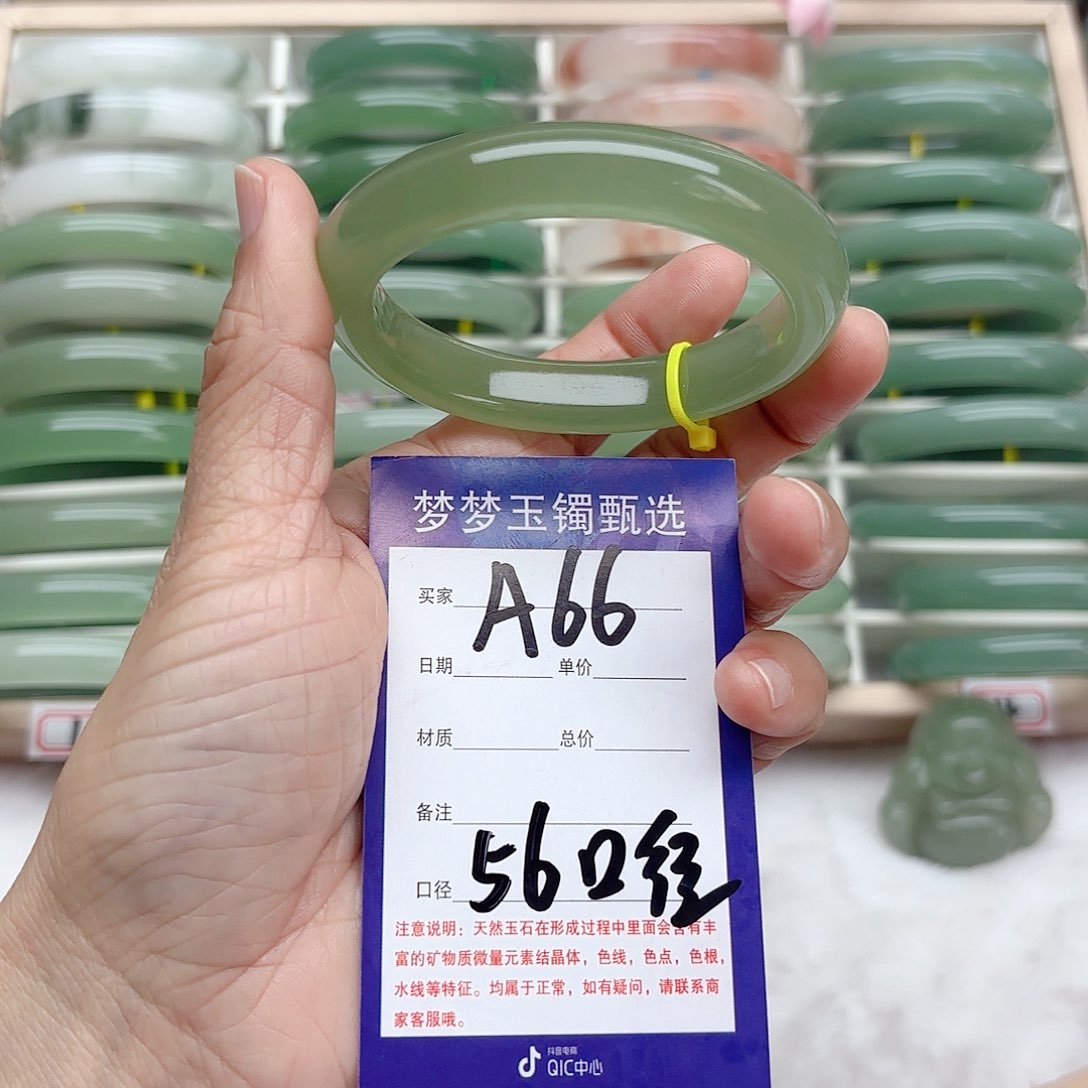 梦梦玉镯甄选
买家 A66
日期 单价
材质 总价
备注
口径 56口径
注意说明：天然玉石在形成过程中里面会含有丰
富的矿物质微量元素结晶体，色线，色点，色根，
水线等特征。均属于正常，如有疑问，请联系商
家客服哦。
抖音电商
QIC中心